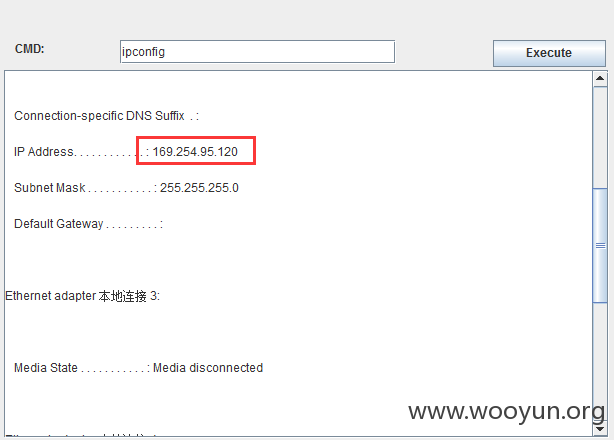 CMD: ipconfig Execute
Connection-specific DNS Suffix . :
IP Address. . . . . . . . . . . . : 169.254.95.120
Subnet Mask . . . . . . . . . . . : 255.255.255.0
Default Gateway . . . . . . . . . :
Ethernet adapter 本地连接 3:
Media State . . . . . . . . . . . : Media disconnected
www.wooyun.org